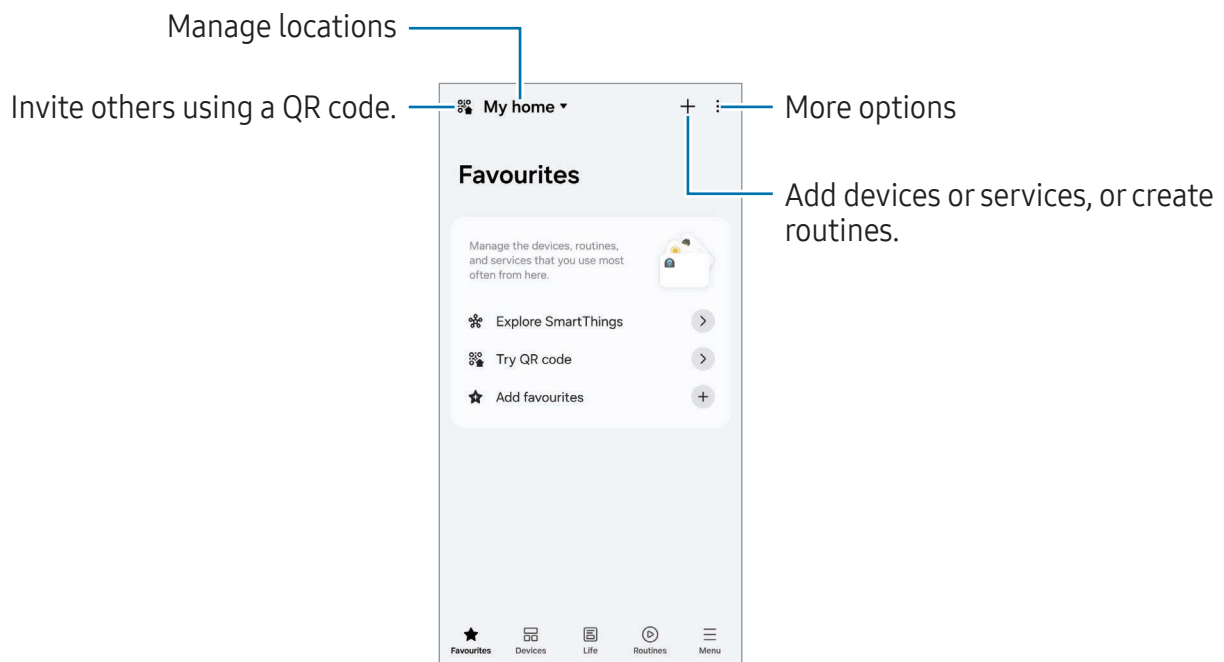 Manage locations
Invite others using a QR code.
My home
More options
Favourites
Add devices or services, or create
routines.
Manage the devices, routines,
and services that you use most
often from here.
Explore SmartThings
Try QR code
Add favourites
Favourites
Devices
Life
Routines
Menu